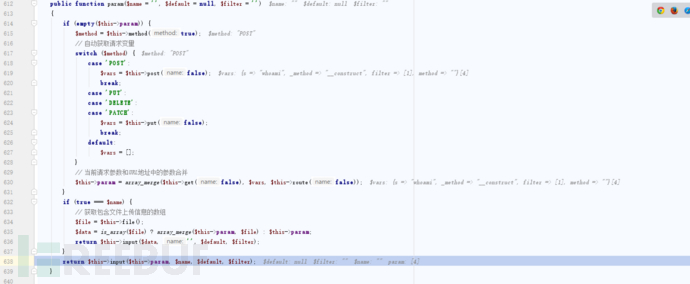 612 public function param($name = '', $default = null, $filter = '') $name: "" $default: null $filter: ""
613 {
614 if (empty($this->param)) {
615 $method = $this->method( method: true); $method: "POST"
616 // 自动获取请求变量
617 switch ($method) { $method: "POST"
618 case 'POST':
619 $vars = $this->post( name: false); $vars: {s => "whoami", _method => "__construct", filter => [1], method => ""}[4]
620 break;
621 case 'PUT':
622 case 'DELETE':
623 case 'PATCH':
624 $vars = $this->put( name: false);
625 break;
626 default:
627 $vars = [];
628 }
629 // 当前请求参数和URL地址中的参数合并
630 $this->param = array_merge($this->get( name: false), $vars, $this->route( name: false)); $vars: {s => "whoami", _method => "__construct", filter => [1], method => ""}[4]
631 }
632 if (true === $name) {
633 // 获取包含文件上传信息的数组
634 $file = $this->file();
635 $data = is_array($file) ? array_merge($this->param, $file) : $this->param;
636 return $this->input($data, name: '', $default, $filter);
637 }
638 return $this->input($this->param, $name, $default, $filter); $default: null $filter: "" $name: "" param: [4]
639 }
640
REEBUF